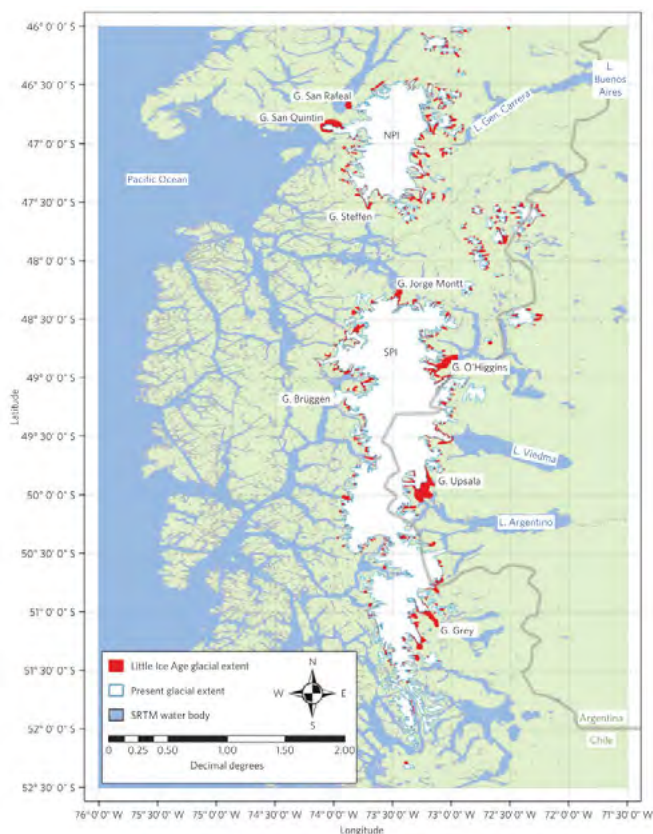 46° 0' 0" S
46° 30' 0" S
47° 0' 0" S
47° 30' 0" S
48° 0' 0" S
48° 30' 0" S
49° 0' 0" S
49° 30' 0" S
50° 0' 0" S
50° 30' 0" S
51° 0' 0" S
51° 30' 0" S
52° 0' 0" S
52° 30' 0" S
Latitude
L.
Buenos
Aires
G. San Rafeal
G. San Quintin
L. Gen. Carrera
NPI
Pacific Ocean
G. Steffen
G. Jorge Montt
SPI
G. O'Higgins
G. Brüggen
L. Viedma
G. Upsala
L. Argentino
G. Grey
Argentina
Chile
Little Ice Age glacial extent
Present glacial extent
SRTM water body
N
W
E
S
0 0.25 0.50 1.00 1.50 2.00
Decimal degrees
76° 0' 0" W 75° 30' 0" W 75° 0' 0" W 74° 30' 0" W 74° 0' 0" W 73° 30' 0" W 73° 0' 0" W 72° 30' 0" W 72° 0' 0" W 71° 30' 0" W
Longitude